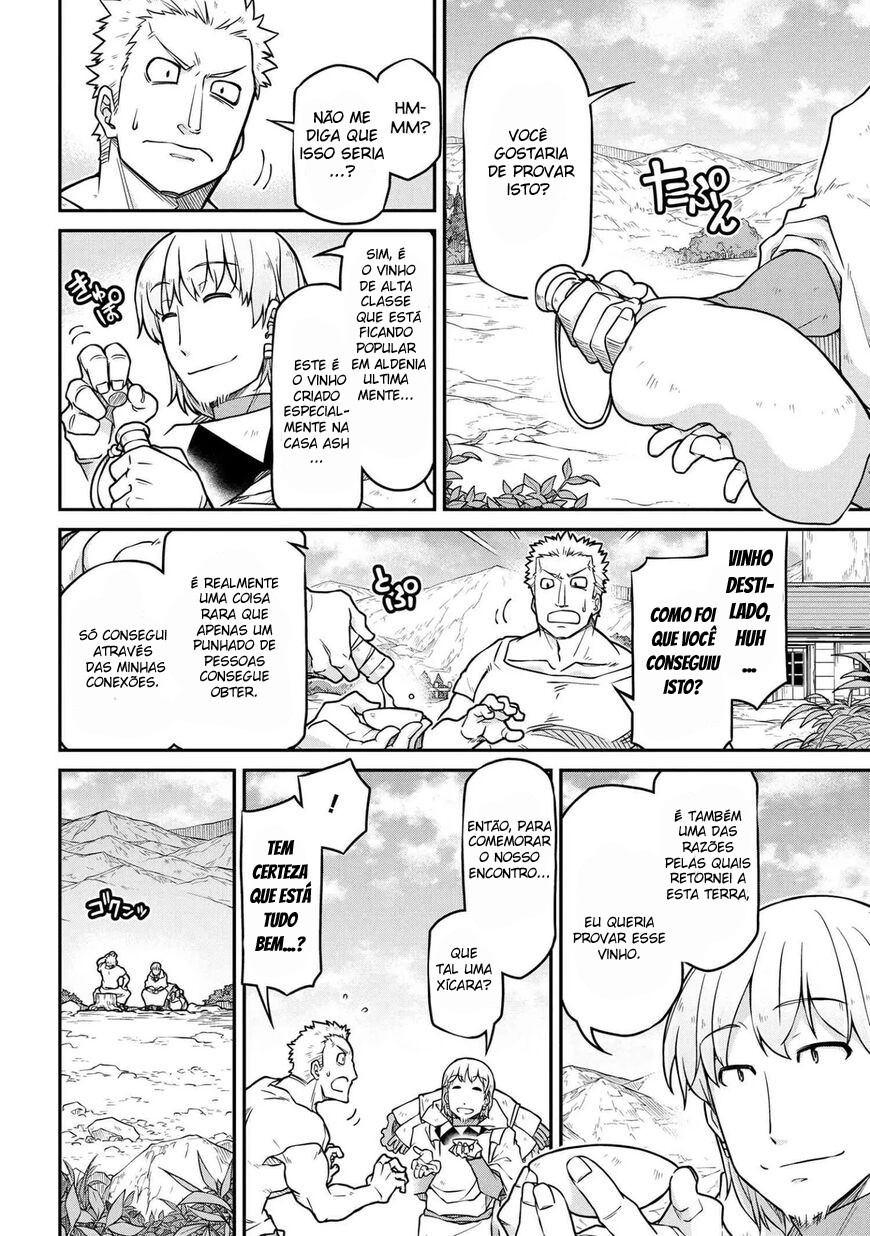 VOCÊ
GOSTARIA
DE PROVAR
ISTO?
たぷん
HM-
MM?
NÃO ME
DIGA QUE
ISSO SERIA
...?
SIM, É
O VINHO
DE ALTA
CLASSE
QUE ESTÁ
FICANDO
POPULAR
EM ALDENIA
ULTIMA
MENTE...
ESTE É
O VINHO
CRIADO
ESPECIAL-
MENTE NA
CASA ASH
...
きゅぽ
VINHO
DESTI-
LADO,
HUH
...
COMO FOI
QUE VOCÊ
CONSEGUIU
ISTO?
とぷ
É REALMENTE
UMA COISA
RARA QUE
APENAS UM
PUNHADO DE
PESSOAS
CONSEGUE
OBTER.
SÓ CONSEGUI
ATRAVÉS
DAS MINHAS
CONEXÕES.
É TAMBÉM
UMA DAS
RAZÕES
PELAS QUAIS
RETORNEI A
ESTA TERRA,
EU QUERIA
PROVAR ESSE
VINHO.
ENTÃO, PARA
COMEMORAR
O NOSSO
ENCONTRO...
QUE
TAL UMA
XÍCARA?
!
TEM
CERTEZA
QUE ESTÁ
TUDO
BEM...?
ゴクンッ